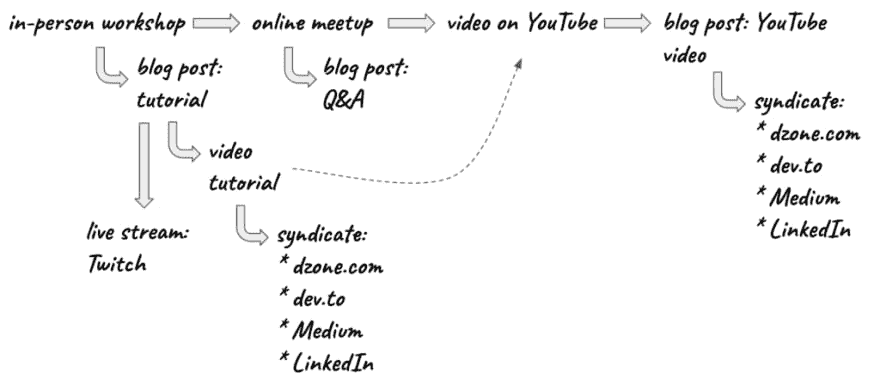 in-person workshop
online meetup
video on YouTube
blog post: YouTube
video
blog post:
tutorial
blog post:
Q&A
syndicate:
* dzone.com
* dev.to
* Medium
* LinkedIn
video
tutorial
live stream:
Twitch
syndicate:
* dzone.com
* dev.to
* Medium
* LinkedIn